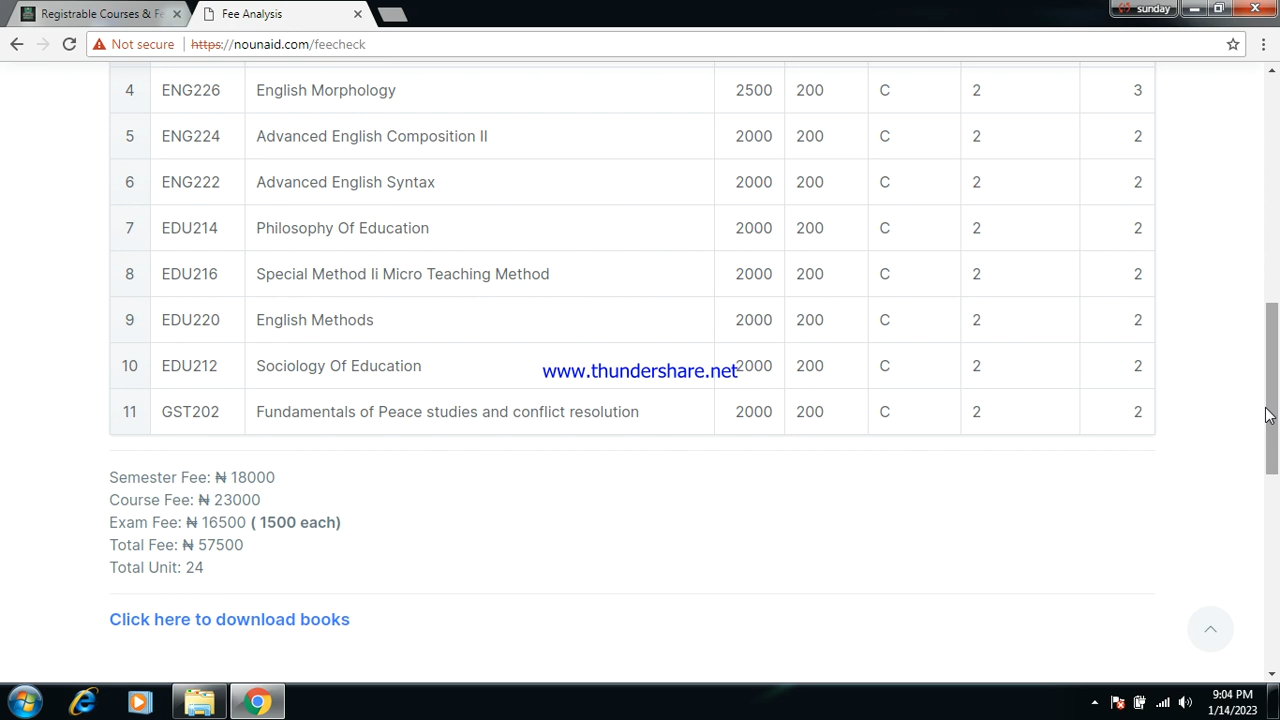 Registrable Courses & Fe
Fee Analysis
sunday
Not secure
https://nounaid.com/feecheck
4 ENG226 English Morphology 2500 200 C 2 3
5 ENG224 Advanced English Composition II 2000 200 C 2 2
6 ENG222 Advanced English Syntax 2000 200 C 2 2
7 EDU214 Philosophy Of Education 2000 200 C 2 2
8 EDU216 Special Method Ii Micro Teaching Method 2000 200 C 2 2
9 EDU220 English Methods 2000 200 C 2 2
10 EDU212 Sociology Of Education 2000 200 C 2 2
www.thundershare.net
11 GST202 Fundamentals of Peace studies and conflict resolution 2000 200 C 2 2
Semester Fee: ₦ 18000
Course Fee: ₦ 23000
Exam Fee: ₦ 16500 ( 1500 each)
Total Fee: ₦ 57500
Total Unit: 24
Click here to download books
9:04 PM
1/14/2023